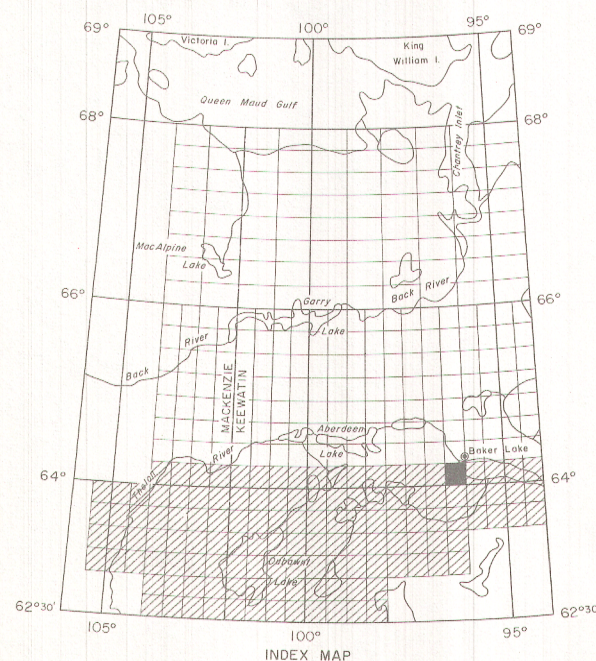 105°
100°
95°
69°
69°
Victoria I.
King
William I.
Queen Maud Gulf
68°
68°
Chantrey Inlet
MacAlpine
Lake
66°
66°
Garry
Lake
Back River
Back River
MACKENZIE
KEEWATIN
Aberdeen
Lake
Thelon River
Baker Lake
64°
64°
Dubawnt
Lake
62°30'
62°30'
105°
100°
95°
INDEX MAP